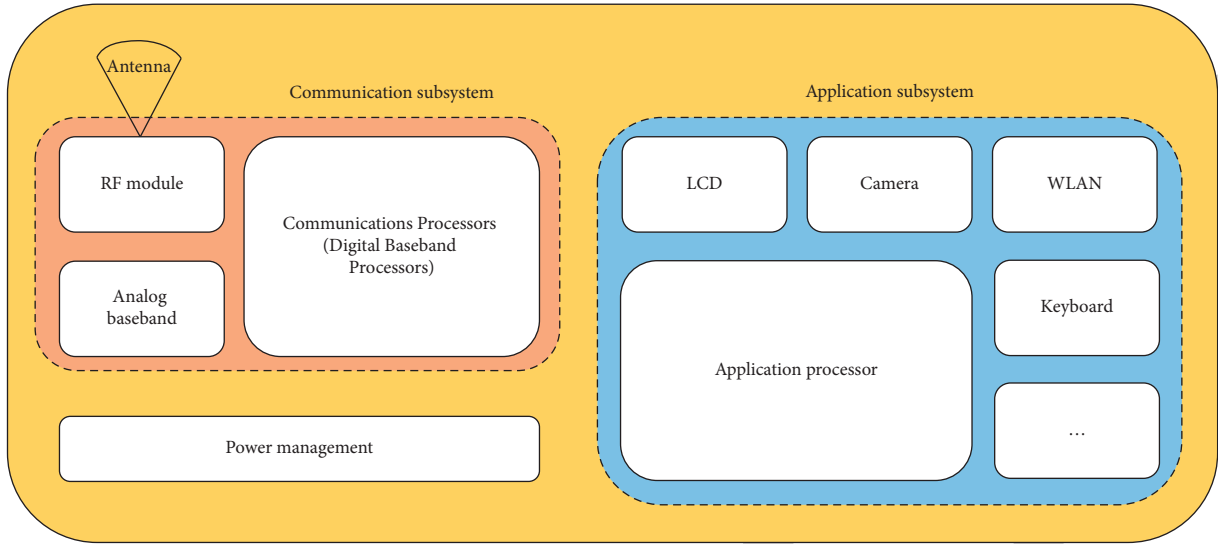 Antenna
Communication subsystem
RF module
Communications Processors
(Digital Baseband
Processors)
Analog
baseband
Power management
Application subsystem
LCD
Camera
WLAN
Application processor
Keyboard
…